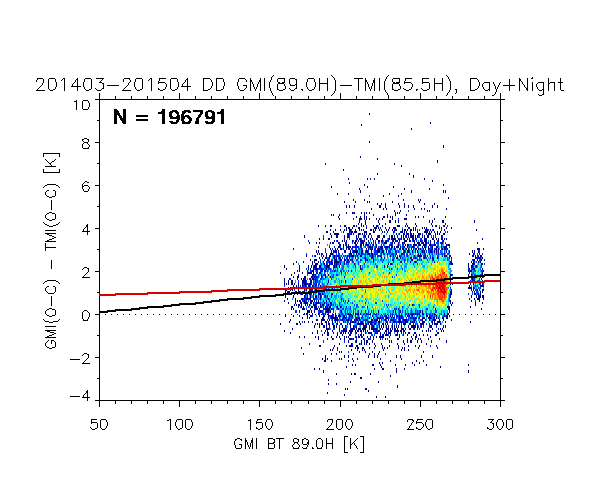 201403-201504 DD GMI(89.0H)-TMI(85.5H), Day+Night
N = 196791
GMI(O-C) - TMI(O-C) [K]
10
8
6
4
2
0
-2
-4
50 100 150 200 250 300
GMI BT 89.0H [K]